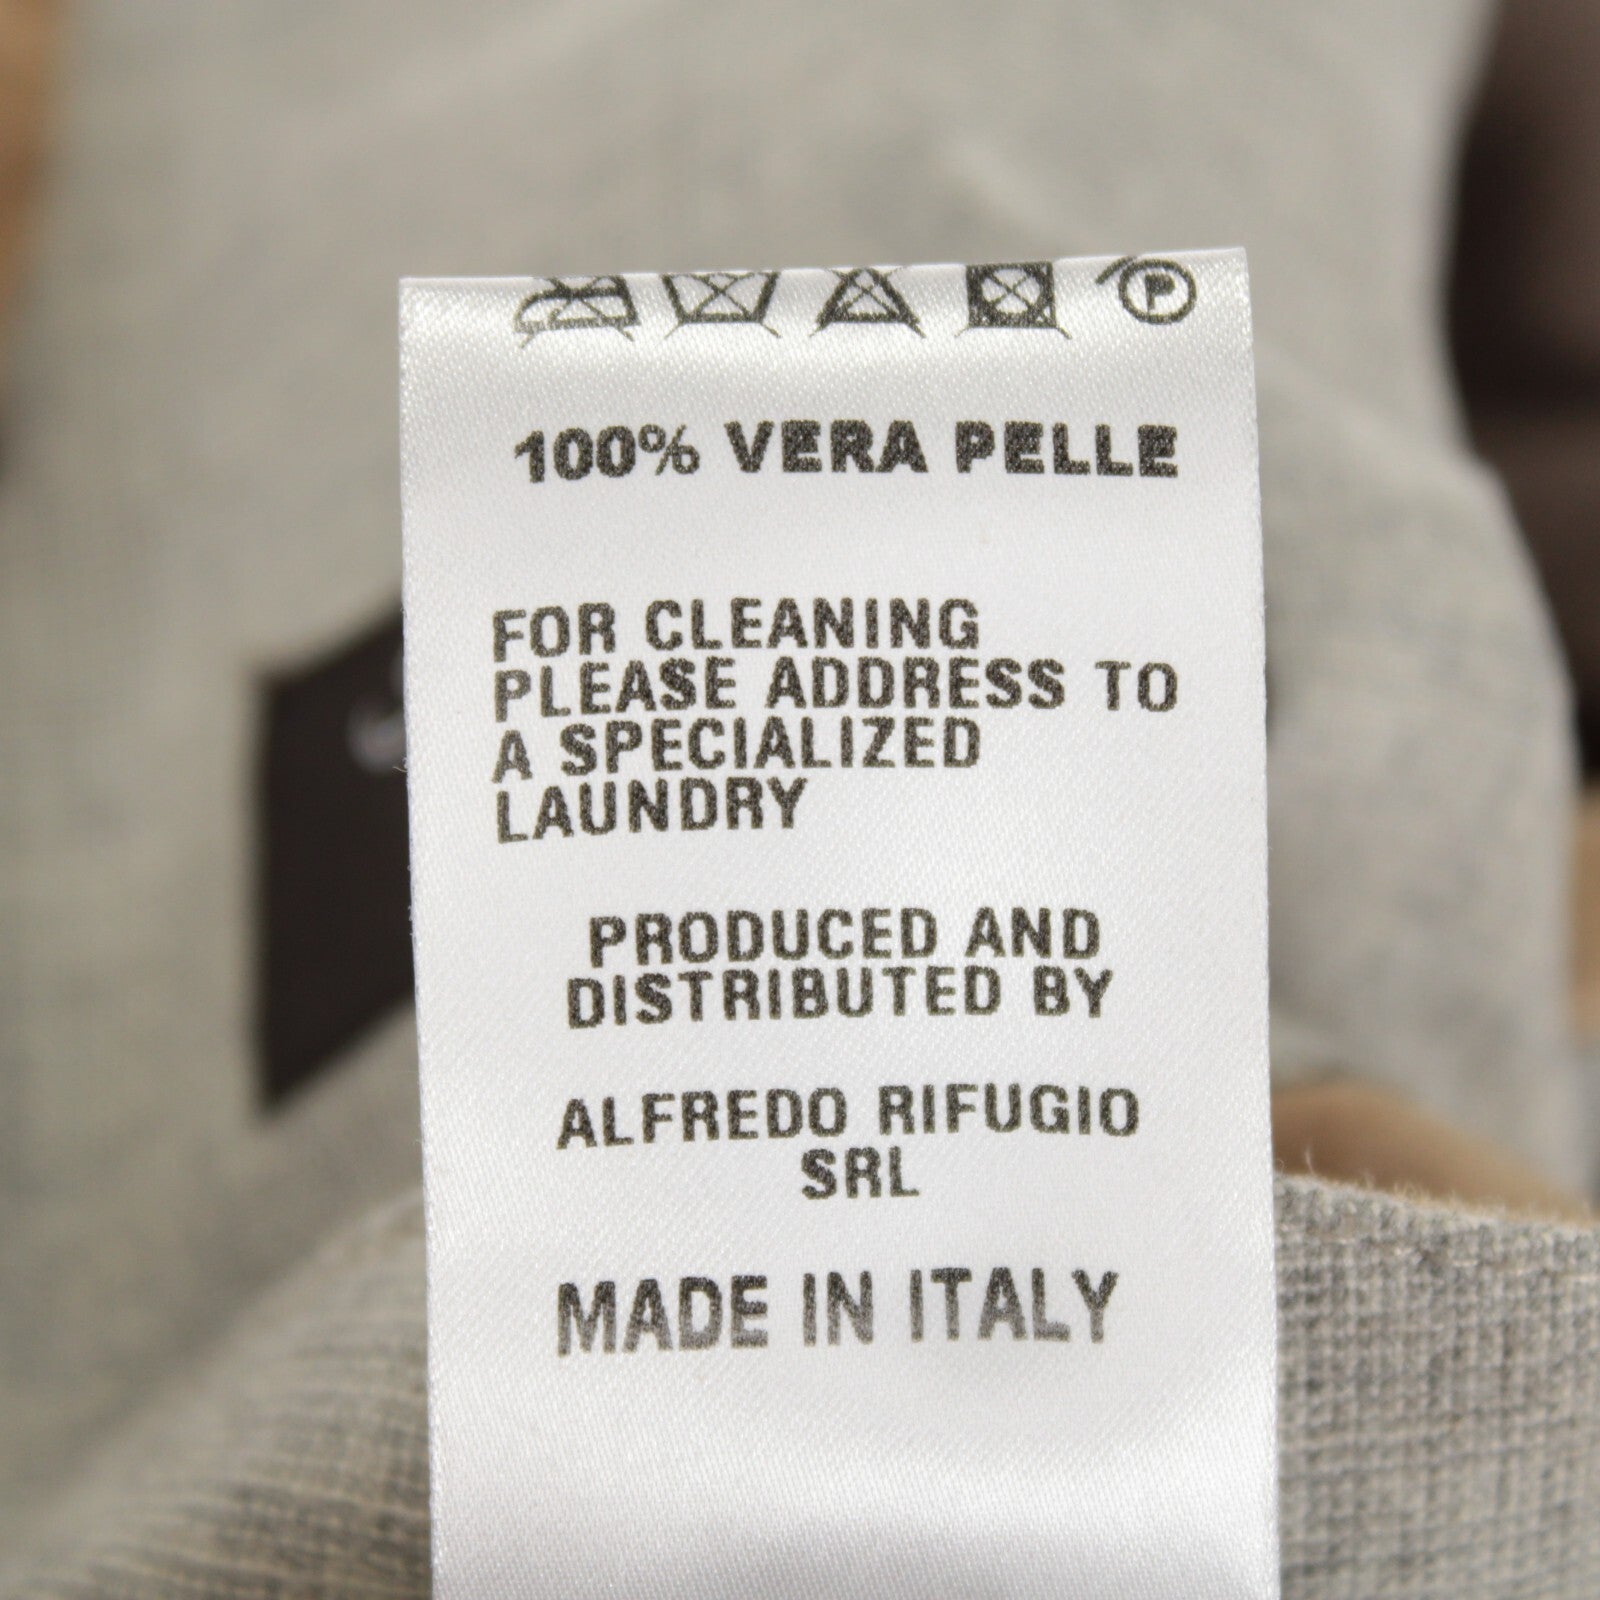 P
100% VERA PELLE
FOR CLEANING
PLEASE ADDRESS TO
A SPECIALIZED
LAUNDRY
PRODUCED AND
DISTRIBUTED BY
ALFREDO RIFUGIO
SRL
MADE IN ITALY